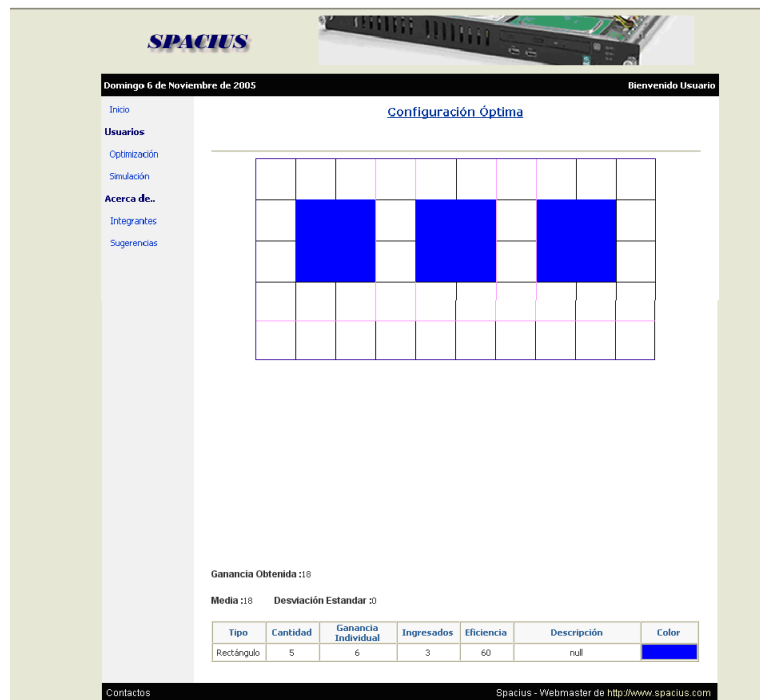 SPACIUS
Domingo 6 de Noviembre de 2005 Bienvenido Usuario
Inicio
Usuarios
Optimización
Simulación
Acerca de..
Integrantes
Sugerencias
Configuración Óptima
Ganancia Obtenida :18
Media :18 Desviación Estandar :0
Tipo Cantidad Ganancia Individual Ingresados Eficiencia Descripción Color
Rectángulo 5 6 3 60 null
Contactos Spacius - Webmaster de http://www.spacius.com